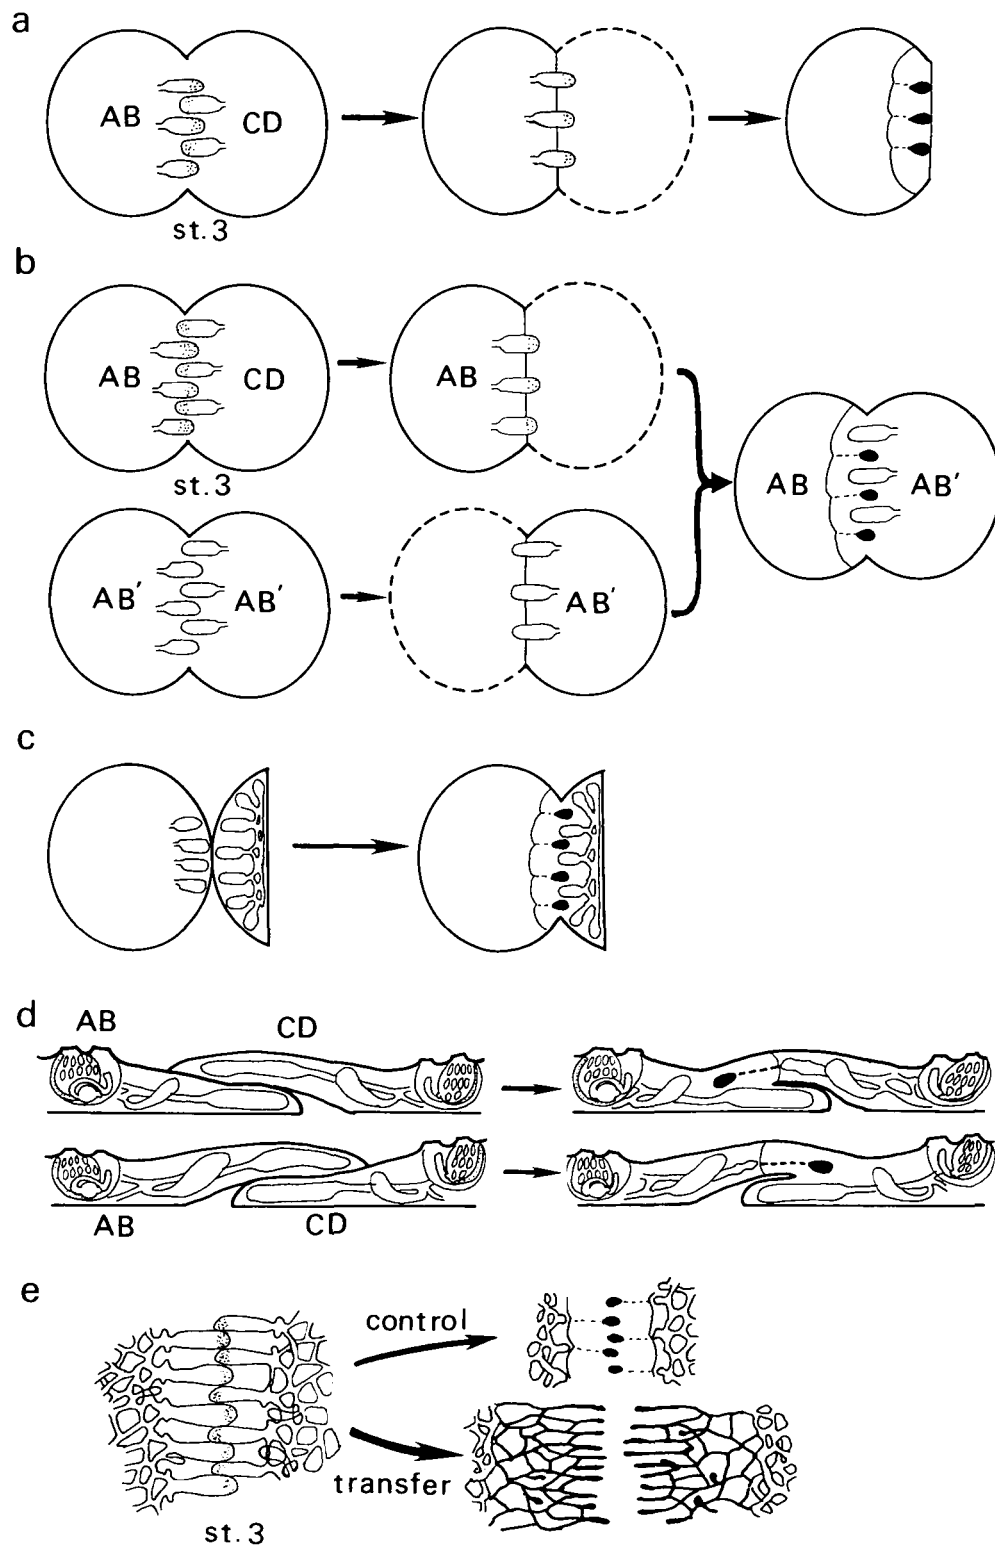 a
AB CD
st.3
b
AB CD AB
st.3
AB AB'
AB' AB' AB'
c
d
AB CD
AB CD
e
control
transfer
st.3